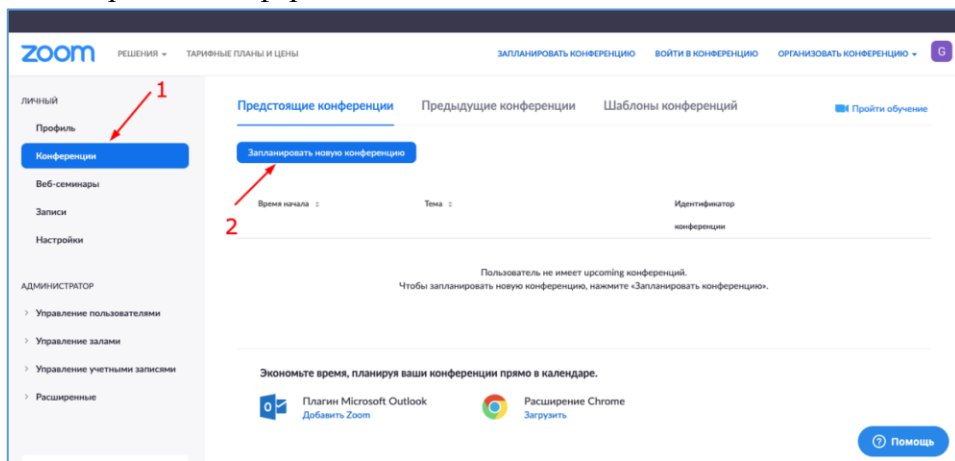 zoom РЕШЕНИЯ ТАРИФНЫЕ ПЛАНЫ И ЦЕНЫ ЗАПЛАНИРОВАТЬ КОНФЕРЕНЦИЮ ВОЙТИ В КОНФЕРЕНЦИЮ ОРГАНИЗОВАТЬ КОНФЕРЕНЦИЮ G
1
ЛИЧНЫЙ
Профиль
Конференции
Веб-семинары
Записи
Настройки
АДМИНИСТРАТОР
Управление пользователями
Управление залами
Управление учетными записями
Расширенные
Предстоящие конференции Предыдущие конференции Шаблоны конференций Пройти обучение
Запланировать новую конференцию
2
Время начала Тема Идентификатор
конференции
Пользователь не имеет upcoming конференций.
Чтобы запланировать новую конференцию, нажмите «Запланировать конференцию».
Экономьте время, планируя ваши конференции прямо в календаре.
Плагин Microsoft Outlook Расширение Chrome
Добавить Zoom Загрузить
Помощь